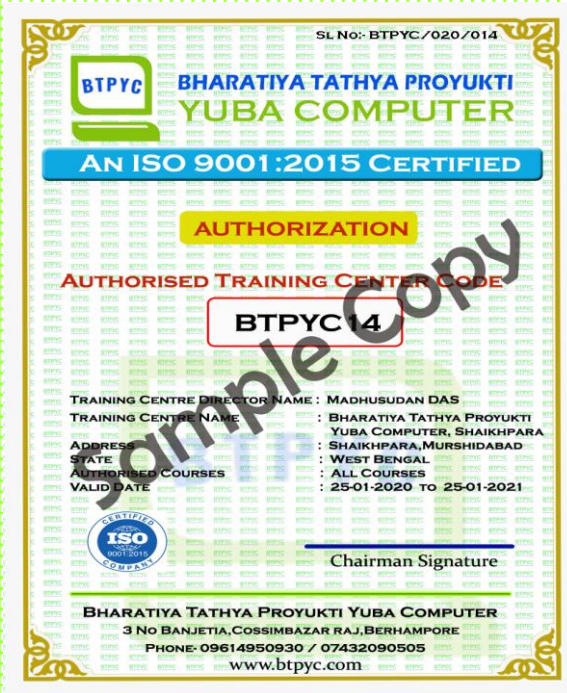 SL No:- BTPYC/020/014
BTPYC
BHARATIYA TATHYA PROYUKTI
YUBA COMPUTER
AN ISO 9001:2015 CERTIFIED
AUTHORIZATION
AUTHORISED TRAINING CENTER CODE
BTPYC14
Sample Copy
TRAINING CENTRE DIRECTOR NAME : MADHUSUDAN DAS
TRAINING CENTRE NAME : BHARATIYA TATHYA PROYUKTI
YUBA COMPUTER, SHAIKHPARA
ADDRESS : SHAIKHPARA,MURSHIDABAD
STATE : WEST BENGAL
AUTHORISED COURSES : ALL COURSES
VALID DATE : 25-01-2020 TO 25-01-2021
CERTIFIED
ISO
9001:2015
COMPANY
Chairman Signature
BHARATIYA TATHYA PROYUKTI YUBA COMPUTER
3 NO BANJETIA,COSSIMBAZAR RAJ,BERHAMPORE
PHONE- 09614950930 / 07432090505
www.btpyc.com